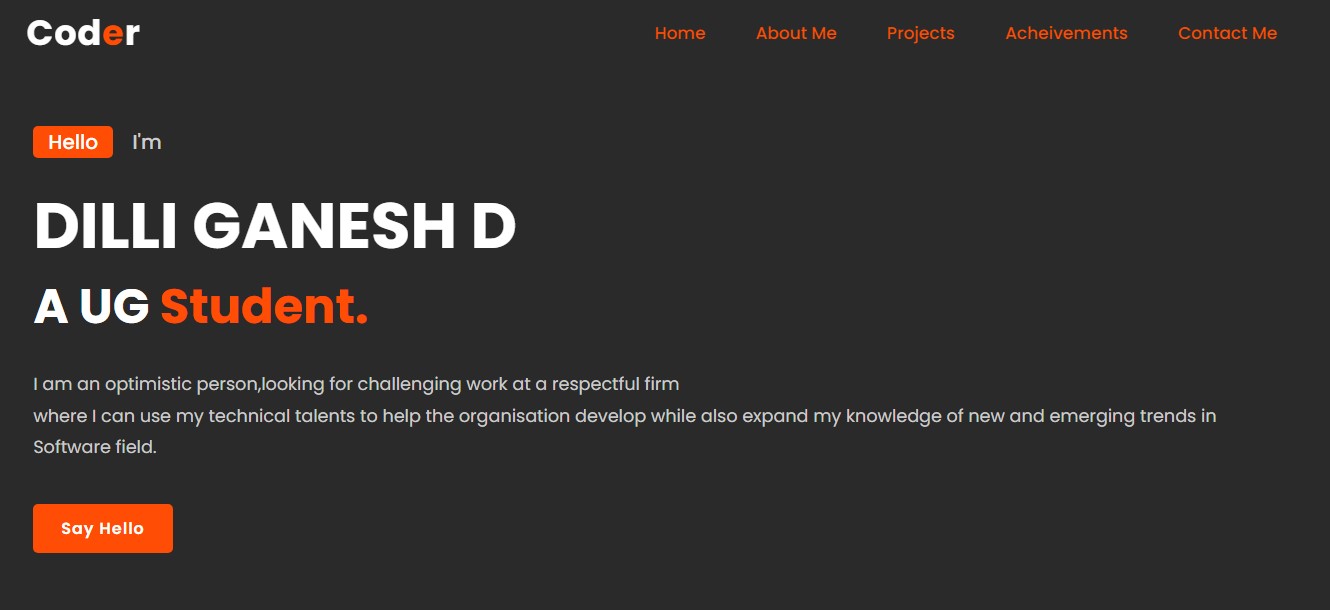 Coder
Home About Me Projects Acheivements Contact Me
Hello I'm
DILLI GANESH D
A UG Student.
I am an optimistic person,looking for challenging work at a respectful firm
where I can use my technical talents to help the organisation develop while also expand my knowledge of new and emerging trends in
Software field.
Say Hello